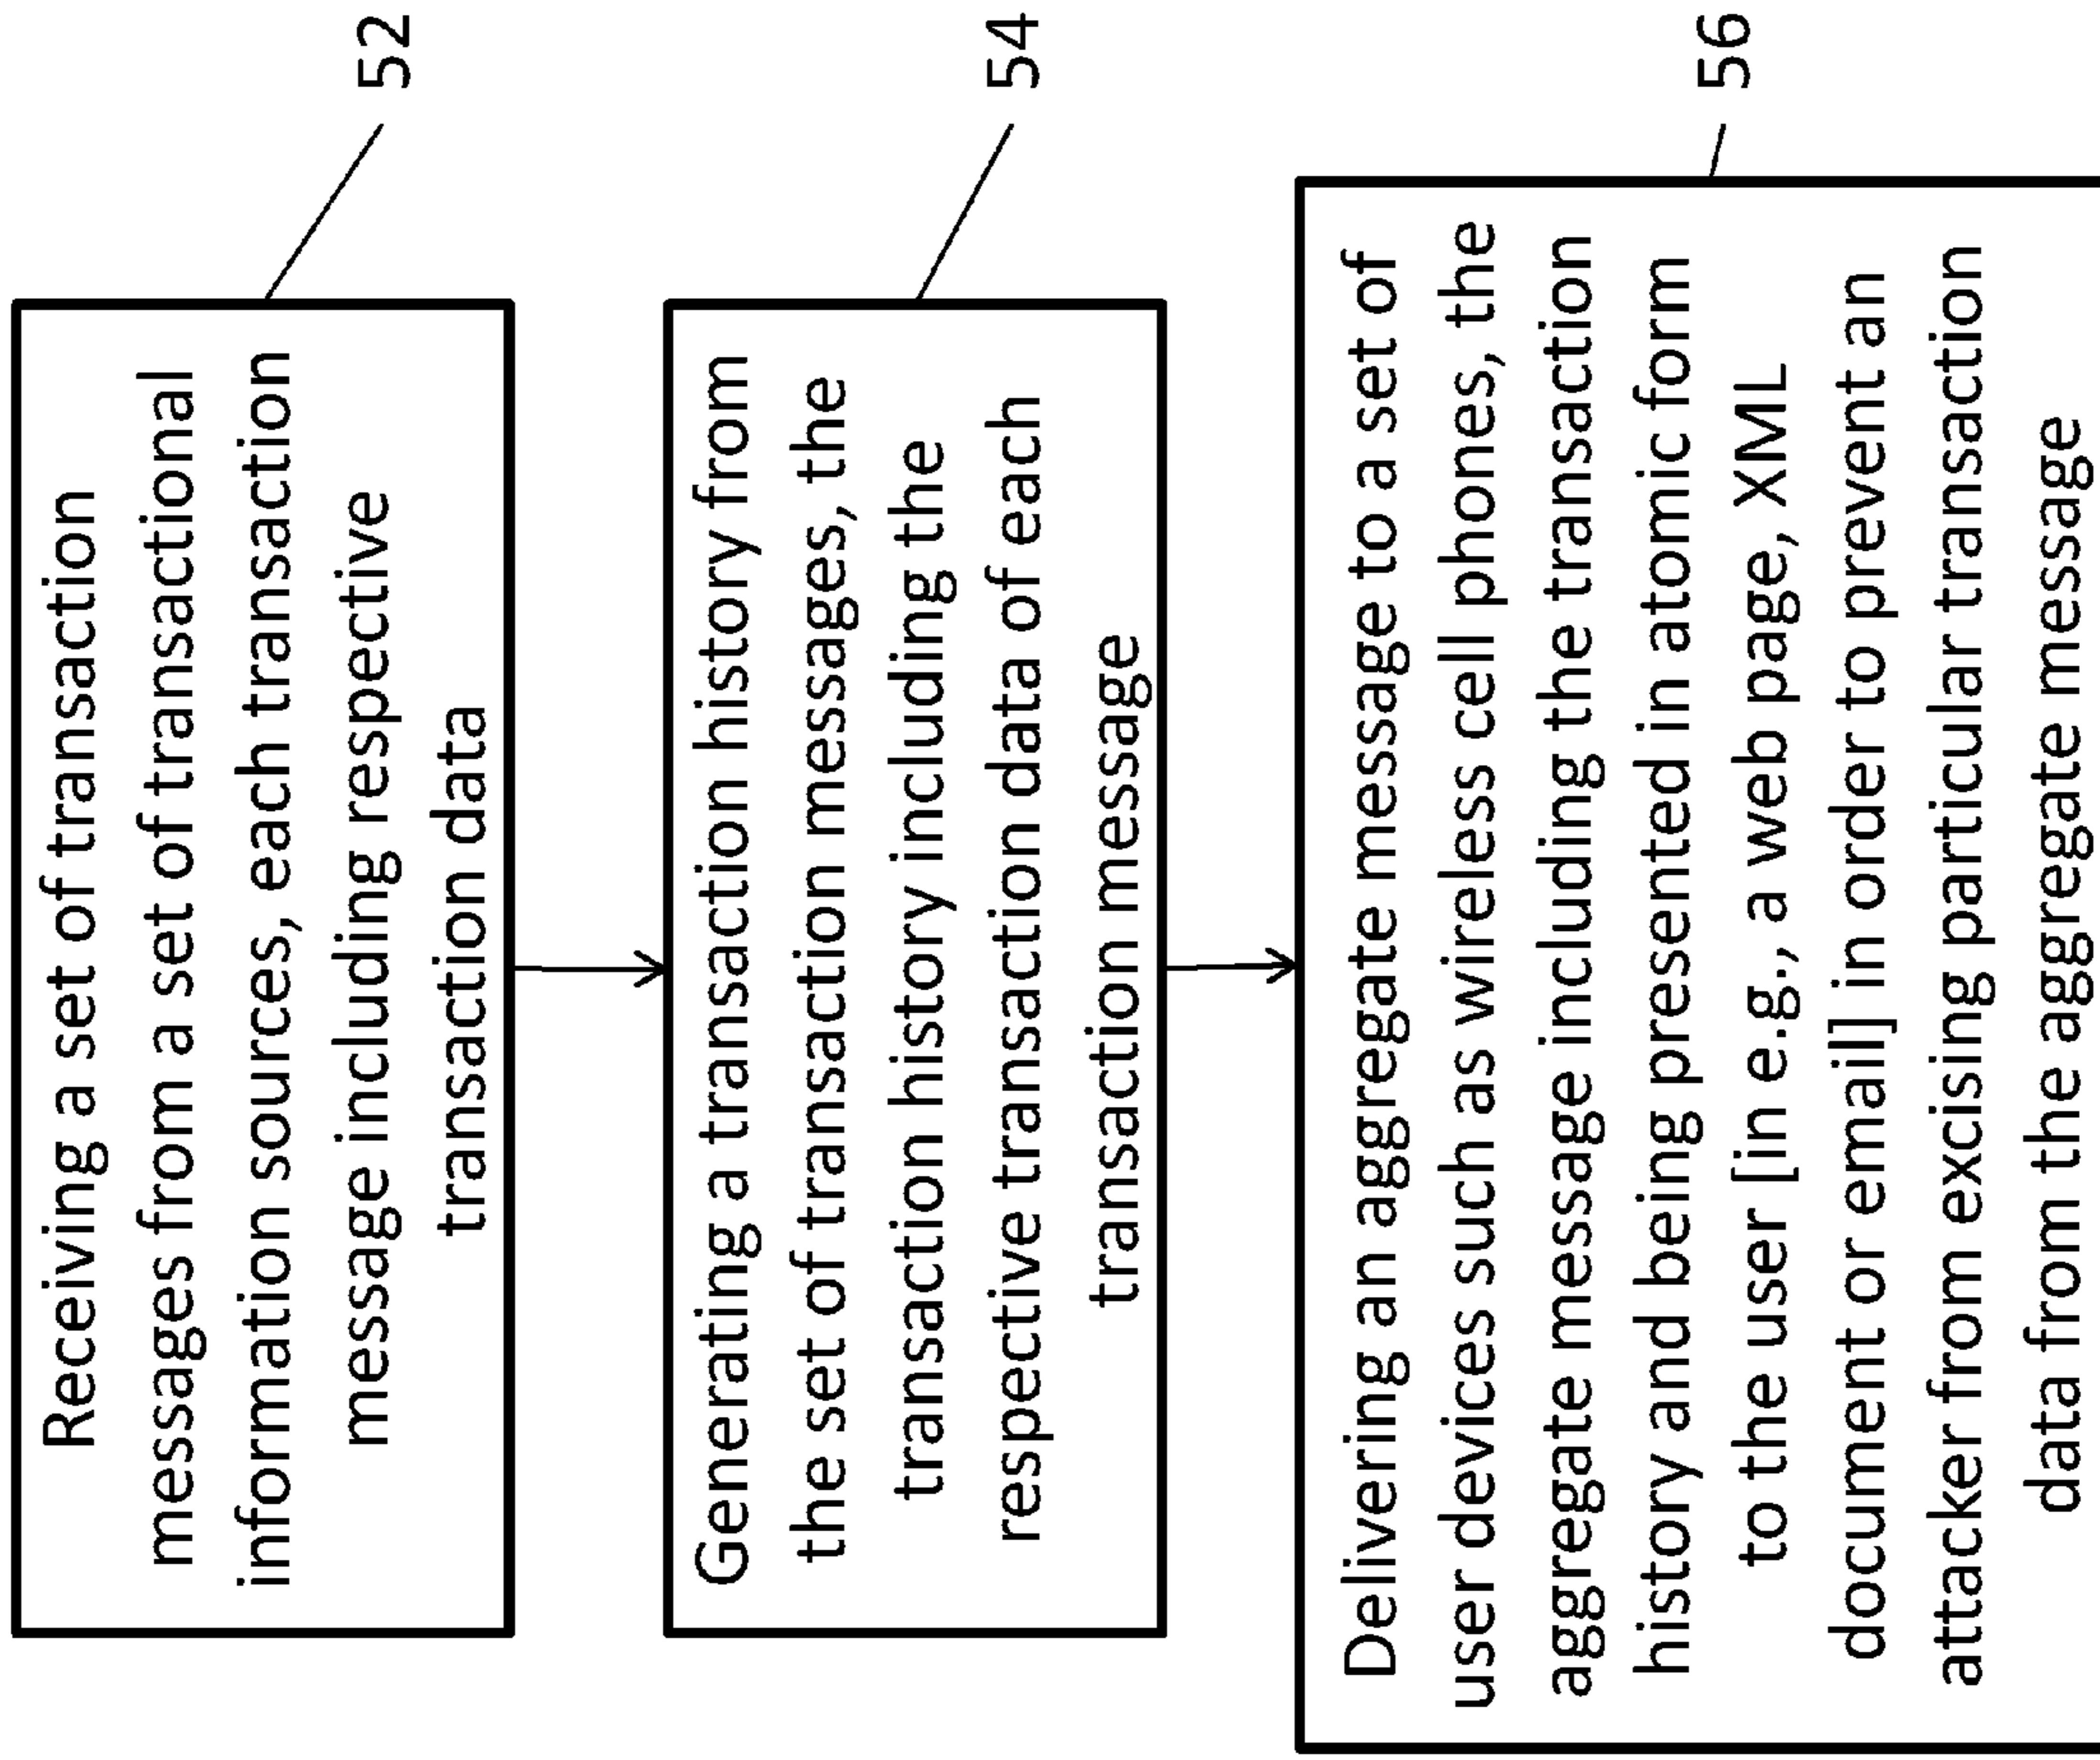 Receiving a set of transaction
messages from a set of transactional
information sources, each transaction
message including respective
transaction data
52
Generating a transaction history from
the set of transaction messages, the
transaction history including the
respective transaction data of each
transaction message
54
Delivering an aggregate message to a set of
user devices such as wireless cell phones, the
aggregate message including the transaction
history and being presented in atomic form
to the user [in e.g., a web page, XML
document or email] in order to prevent an
attacker from excising particular transaction
data from the aggregate message
56